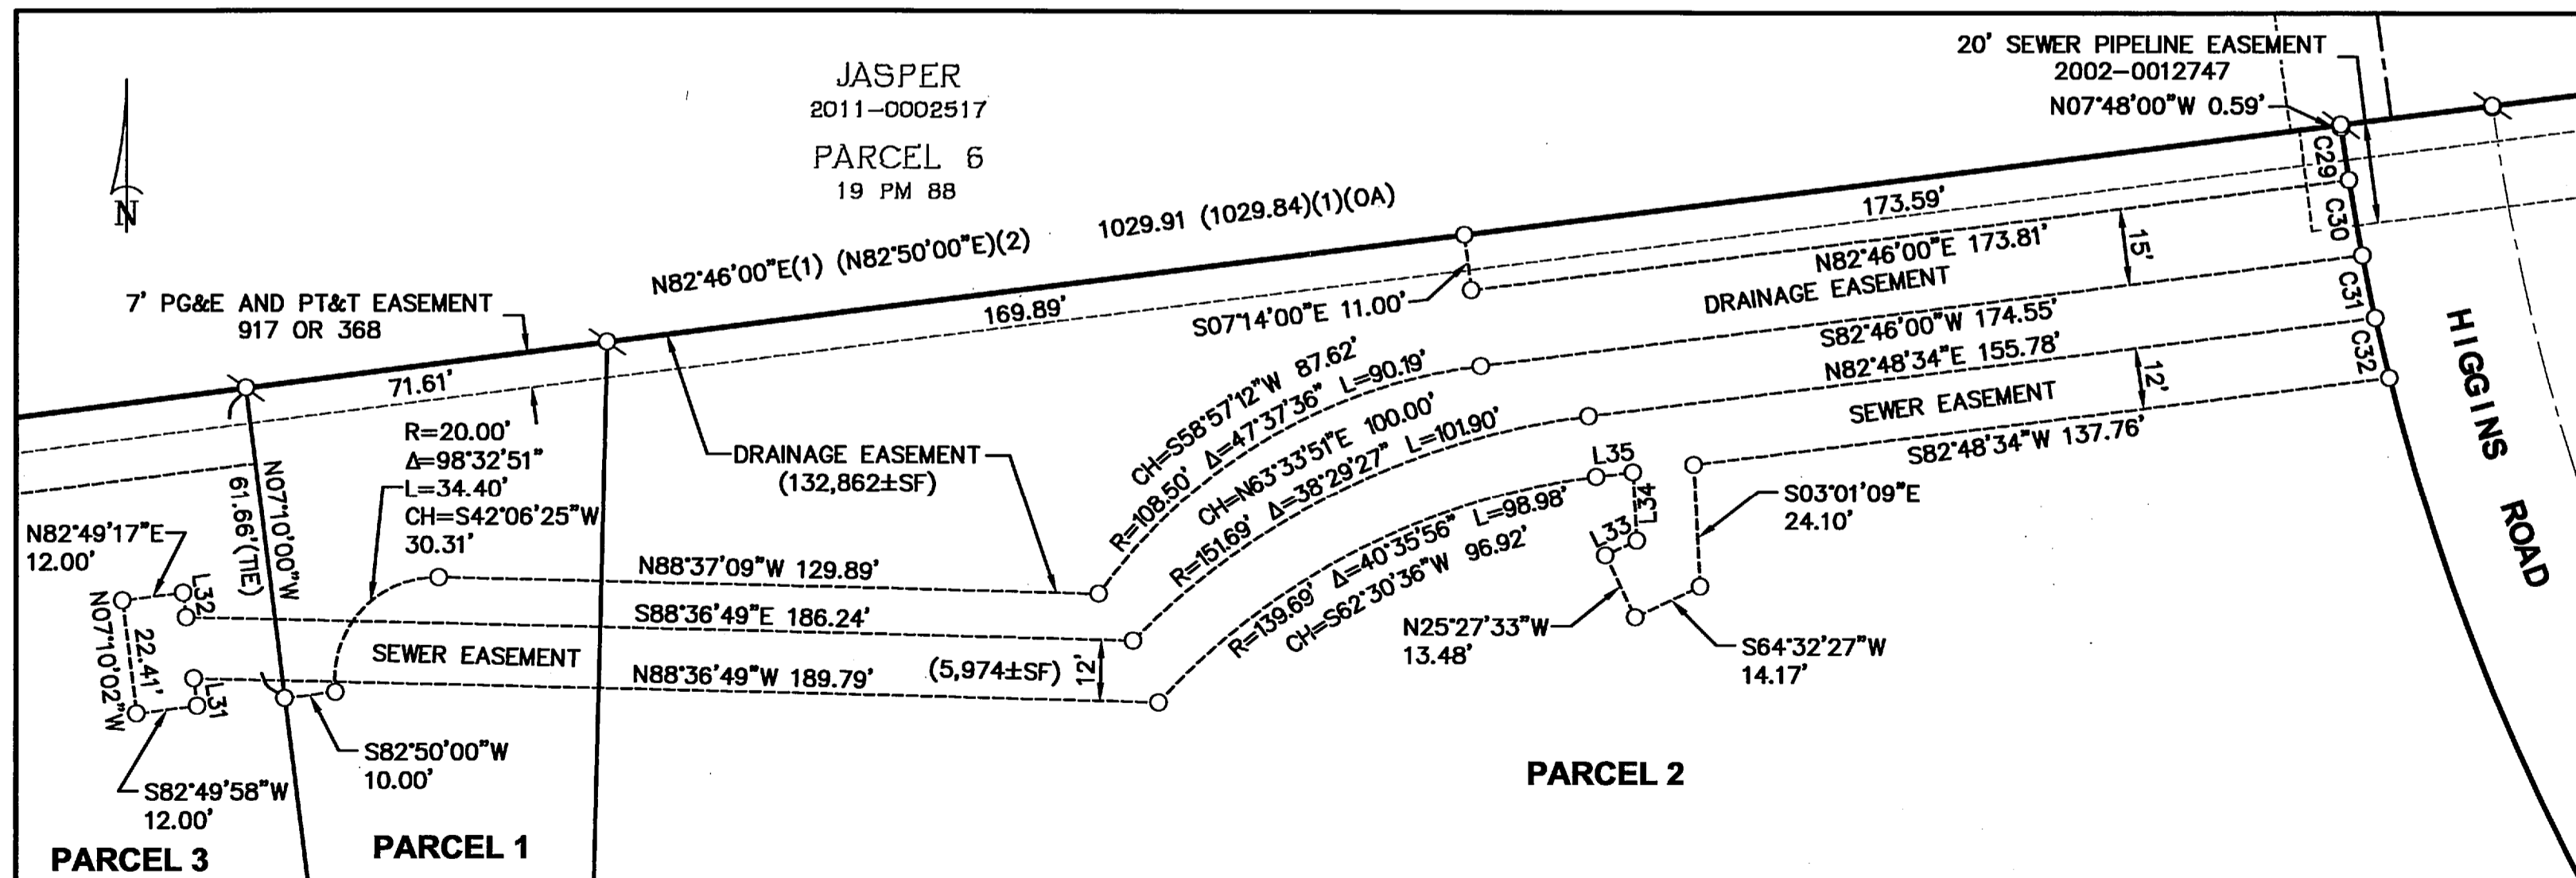 JASPER
2011-0002517
PARCEL 6
19 PM 88
N
20' SEWER PIPELINE EASEMENT
2002-0012747
N07°48'00"W 0.59'
N82°46'00"E(1) (N82°50'00"E)(2)
1029.91 (1029.84)(1)(OA)
173.59'
C29
C30
C31
C32
N82°46'00"E 173.81'
15'
DRAINAGE EASEMENT
7' PG&E AND PT&T EASEMENT
917 OR 368
169.89'
S07°14'00"E 11.00'
S82°46'00"W 174.55'
N82°48'34"E 155.78'
12'
SEWER EASEMENT
S82°48'34"W 137.76'
HIGGINS ROAD
71.61'
R=20.00'
Δ=98°32'51"
L=34.40'
CH=S42°06'25"W
30.31'
DRAINAGE EASEMENT
(132,862±SF)
CH=S58°57'12"W 87.62'
R=108.50' Δ=47°37'36" L=90.19'
CH=N63°33'51"E 100.00'
R=151.69' Δ=38°29'27" L=101.90'
R=139.69' Δ=40°35'56" L=98.98'
CH=S62°30'36"W 96.92'
L35
L34
L33
S03°01'09"E
24.10'
N25°27'33"W
13.48'
S64°32'27"W
14.17'
N07°10'00"W
61.66'(TIE)
N82°49'17"E
12.00'
L32
N07°10'02"W
22.41'
L31
N88°37'09"W 129.89'
S88°36'49"E 186.24'
SEWER EASEMENT
N88°36'49"W 189.79'
(5,974±SF)
12'
S82°50'00"W
10.00'
S82°49'58"W
12.00'
PARCEL 3
PARCEL 1
PARCEL 2